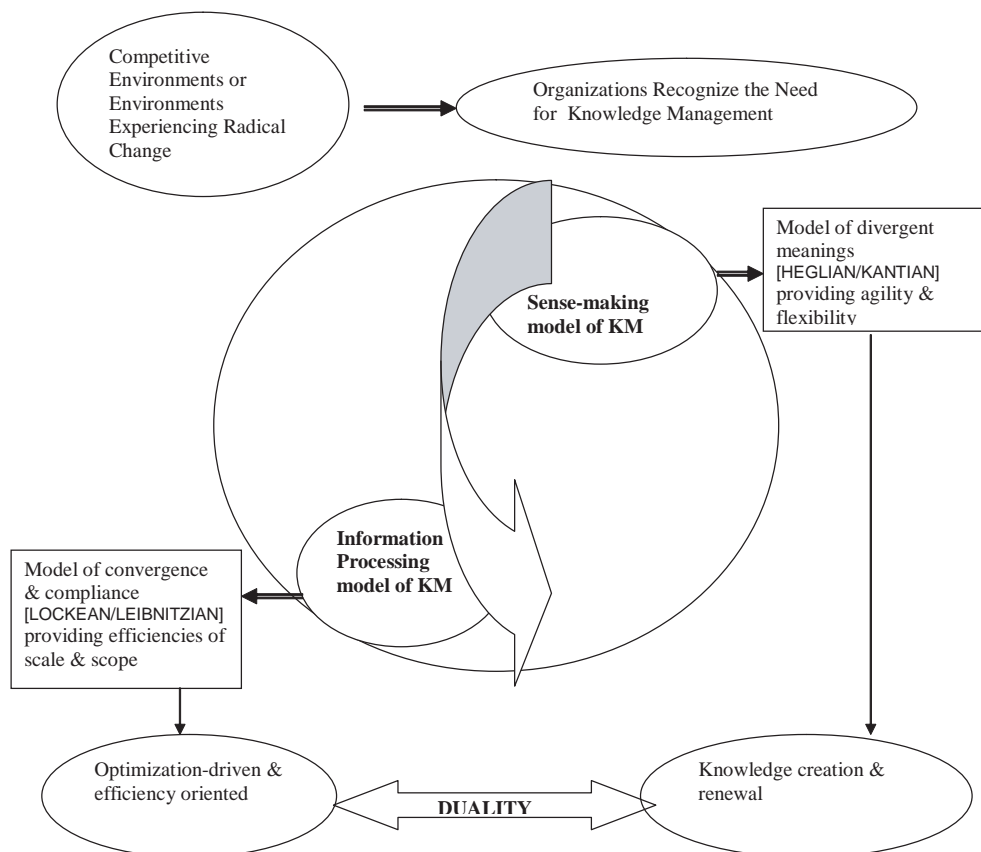 Competitive
Environments or
Environments
Experiencing Radical
Change
Organizations Recognize the Need
for Knowledge Management
Model of divergent
meanings
[HEGLIAN/KANTIAN]
providing agility &
flexibility
Sense-making
model of KM
Information
Processing
model of KM
Model of convergence
& compliance
[LOCKEAN/LEIBNITZIAN]
providing efficiencies of
scale & scope
Optimization-driven &
efficiency oriented
DUALITY
Knowledge creation &
renewal